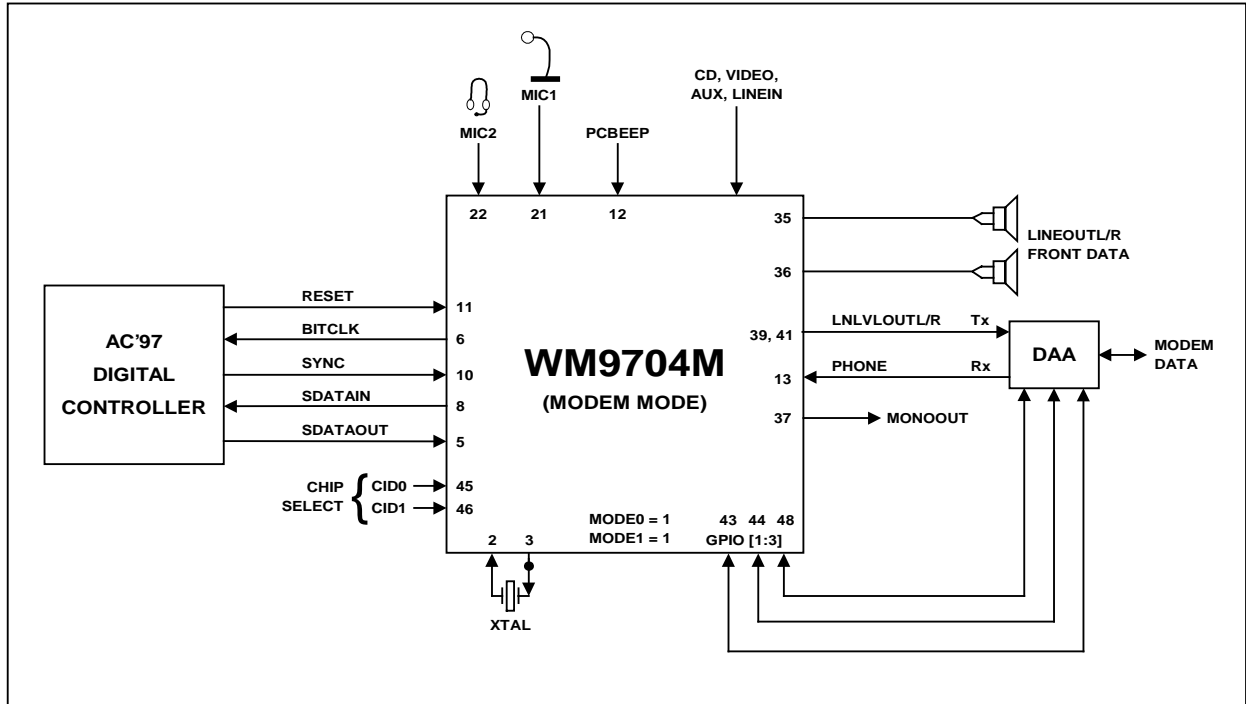 CD, VIDEO,
AUX, LINEIN
MIC1
MIC2
PCBEEP
22
21
12
35
36
LINEOUTL/R
FRONT DATA
AC'97
DIGITAL
CONTROLLER
RESET
BITCLK
SYNC
SDATAIN
SDATAOUT
11
6
10
8
5
WM9704M
(MODEM MODE)
39, 41
13
37
LNLVLOUTL/R
Tx
PHONE
Rx
MONOOUT
DAA
MODEM
DATA
CHIP
SELECT
CID0
CID1
45
46
MODE0 = 1
MODE1 = 1
43 44 48
GPIO [1:3]
2 3
XTAL